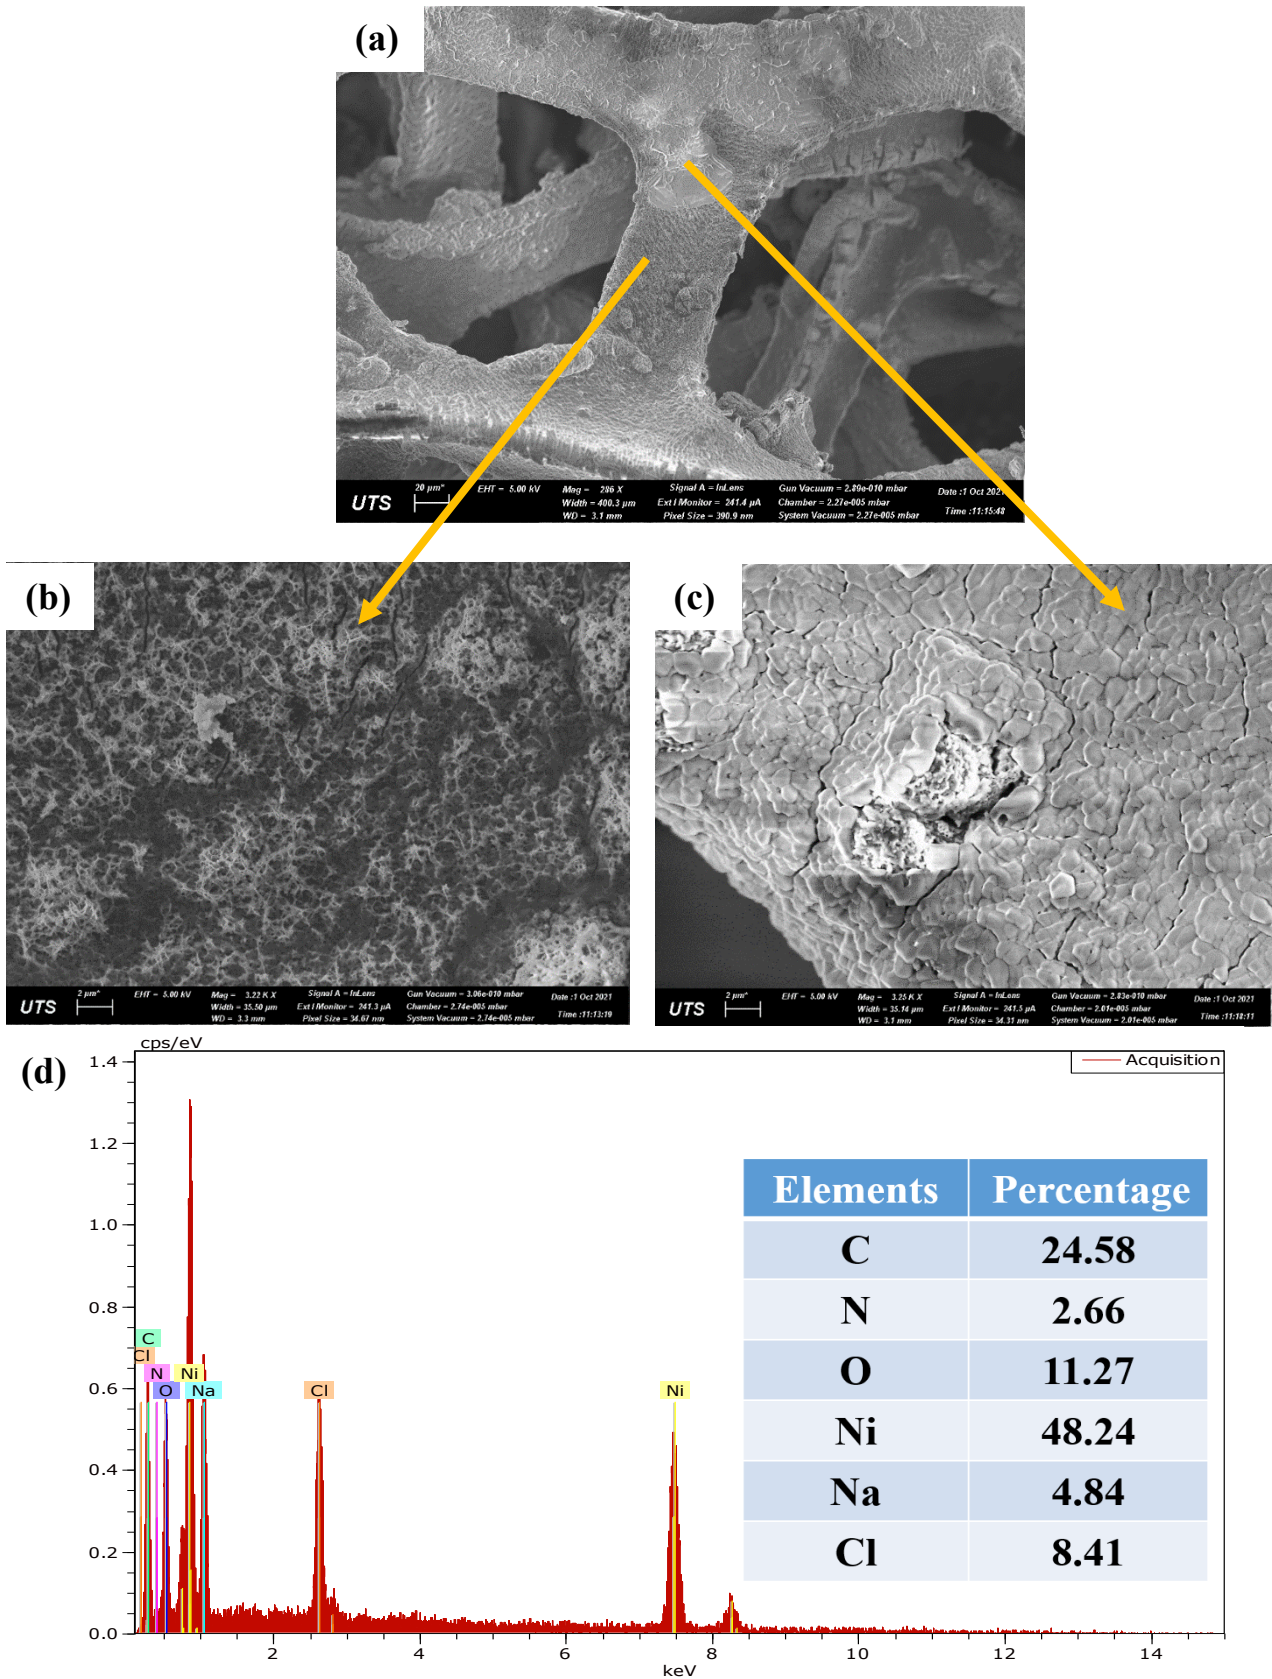 (a)
UTS
20 µm*
EHT = 5.00 kV
Mag = 286 X
Width = 400.3 µm
WD = 3.1 mm
Signal A = InLens
Ext I Monitor = 241.4 µA
Pixel Size = 390.9 nm
Gun Vacuum = 2.89e-010 mbar
Chamber = 2.27e-005 mbar
System Vacuum = 2.27e-005 mbar
Date :1 Oct 2021
Time :11:15:48
(b)
UTS
2 µm*
EHT = 5.00 kV
Mag = 3.22 K X
Width = 35.50 µm
WD = 3.3 mm
Signal A = InLens
Ext I Monitor = 241.3 µA
Pixel Size = 34.67 nm
Gun Vacuum = 3.06e-010 mbar
Chamber = 2.74e-005 mbar
System Vacuum = 2.74e-005 mbar
Date :1 Oct 2021
Time :11:13:19
(c)
UTS
2 µm*
EHT = 5.00 kV
Mag = 3.25 K X
Width = 35.14 µm
WD = 3.1 mm
Signal A = InLens
Ext I Monitor = 241.5 µA
Pixel Size = 34.31 nm
Gun Vacuum = 2.83e-010 mbar
Chamber = 2.01e-005 mbar
System Vacuum = 2.01e-005 mbar
Date :1 Oct 2021
Time :11:18:11
(d)
cps/eV
Acquisition
1.4
1.2
1.0
0.8
0.6
0.4
0.2
0.0
C
Cl
N
O
Ni
Na
Cl
Ni
2
4
6
8
10
12
14
keV
Elements Percentage
C 24.58
N 2.66
O 11.27
Ni 48.24
Na 4.84
Cl 8.41